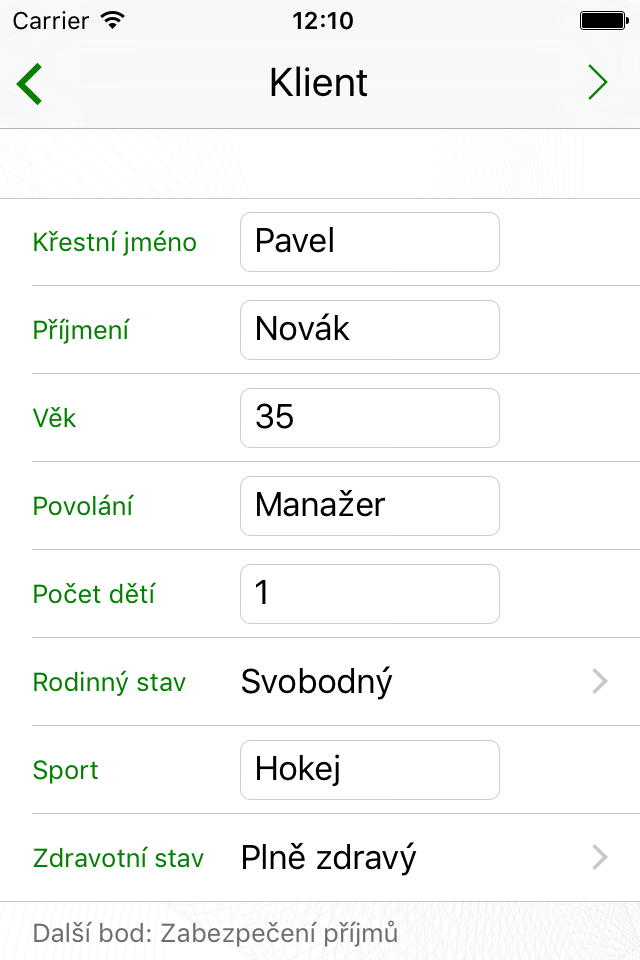 Carrier 12:10
Klient
Křestní jméno Pavel
Příjmení Novák
Věk 35
Povolání Manažer
Počet dětí 1
Rodinný stav Svobodný
Sport Hokej
Zdravotní stav Plně zdravý
Další bod: Zabezpečení příjmů